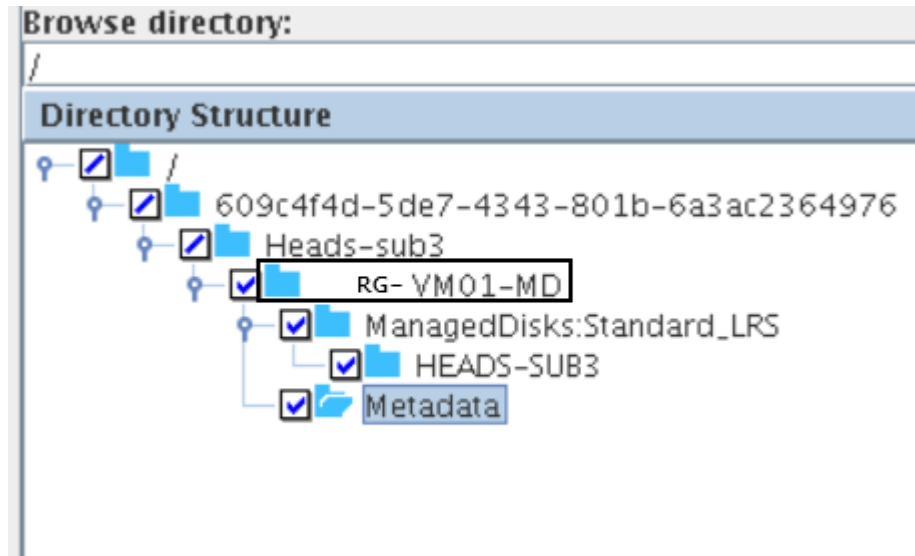 Browse directory:
/
Directory Structure
/
609c4f4d-5de7-4343-801b-6a3ac2364976
Heads-sub3
RG- VM01-MD
ManagedDisks:Standard_LRS
HEADS-SUB3
Metadata